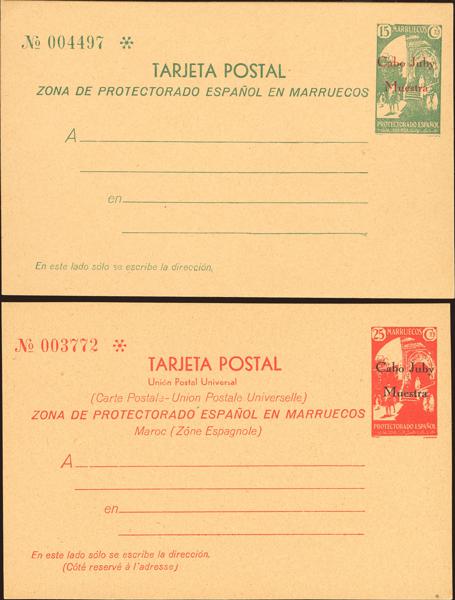 No 004497 *
15 MARRUECOS Cs
Cabo Juby
Muestra
TARJETA POSTAL
ZONA DE PROTECTORADO ESPAÑOL EN MARRUECOS
PROTECTORADO ESPAÑOL
A
en
En este lado sólo se escribe la dirección.
No 003772 *
25 MARRUECOS
Cabo Juby
Muestra
TARJETA POSTAL
Unión Postal Universal
(Carte Postale-Union Postale Universelle)
ZONA DE PROTECTORADO ESPAÑOL EN MARRUECOS
PROTECTORADO ESPAÑOL
Maroc (Zône Espagnole)
A
en
En este lado sólo se escribe la dirección.
(Côté reservé à l'adresse)